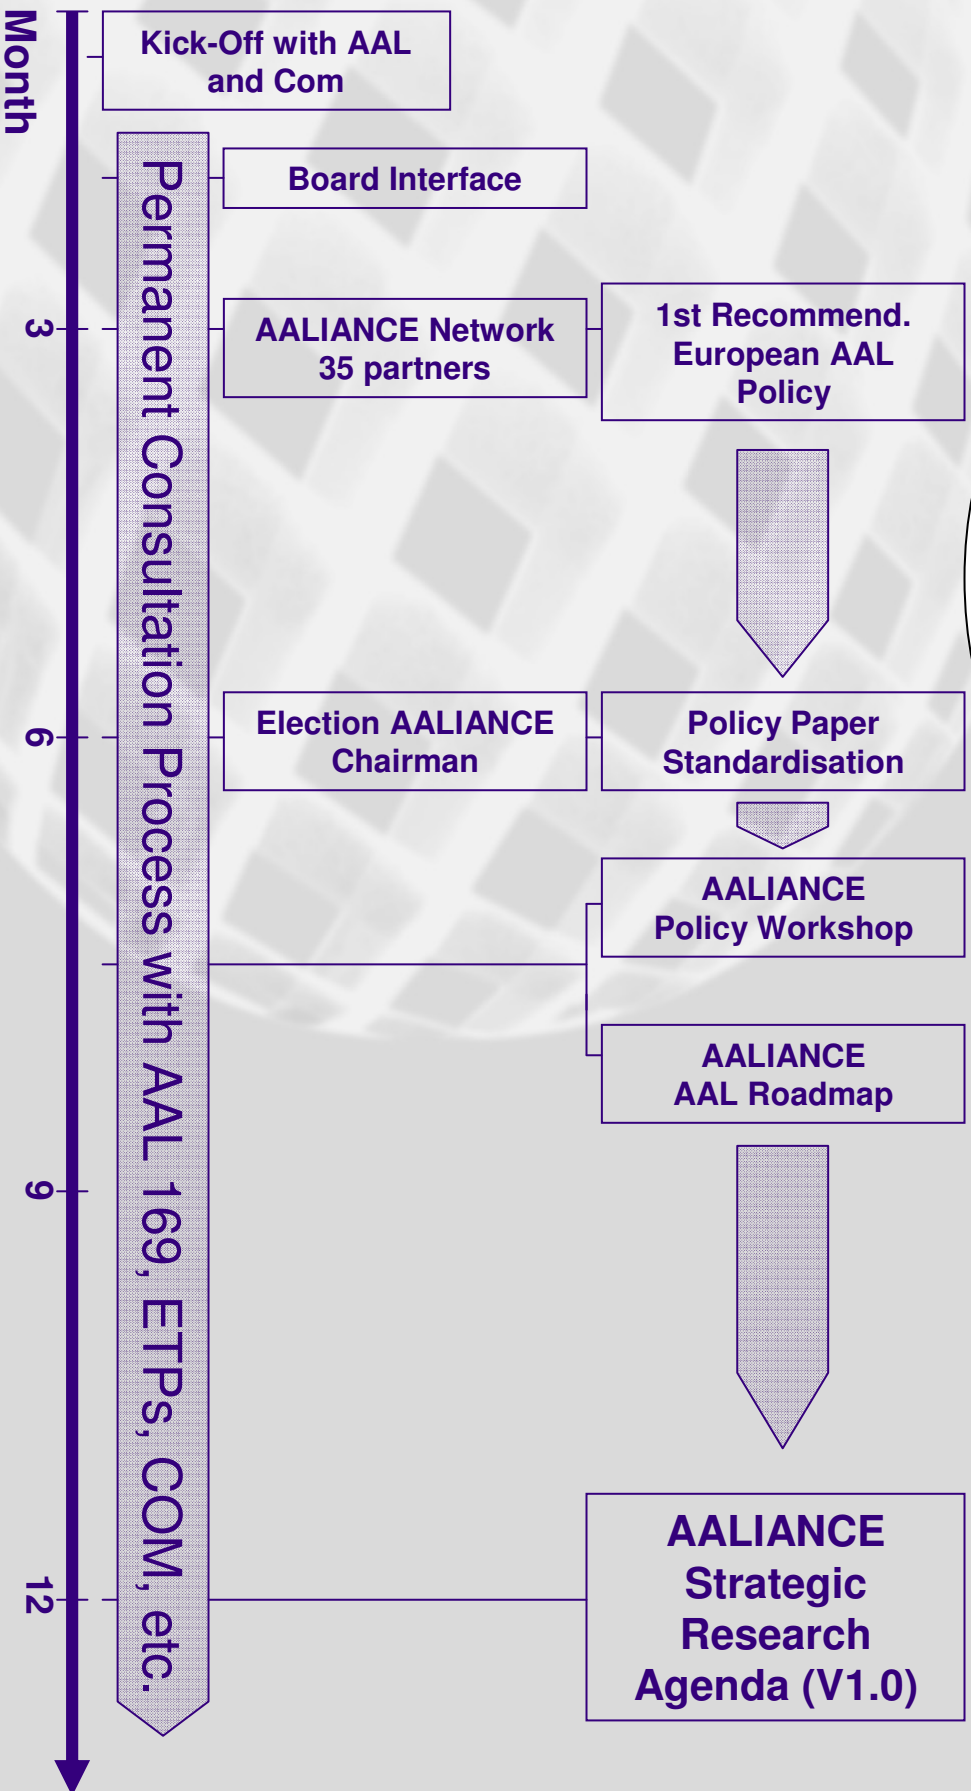 Month
Kick-Off with AAL
and Com
Permanent Consultation Process with AAL 169, ETPs, COM, etc.
Board Interface
3
AALIANCE Network
35 partners
1st Recommend.
European AAL
Policy
6
Election AALIANCE
Chairman
Policy Paper
Standardisation
AALIANCE
Policy Workshop
AALIANCE
AAL Roadmap
9
12
AALIANCE
Strategic
Research
Agenda (V1.0)